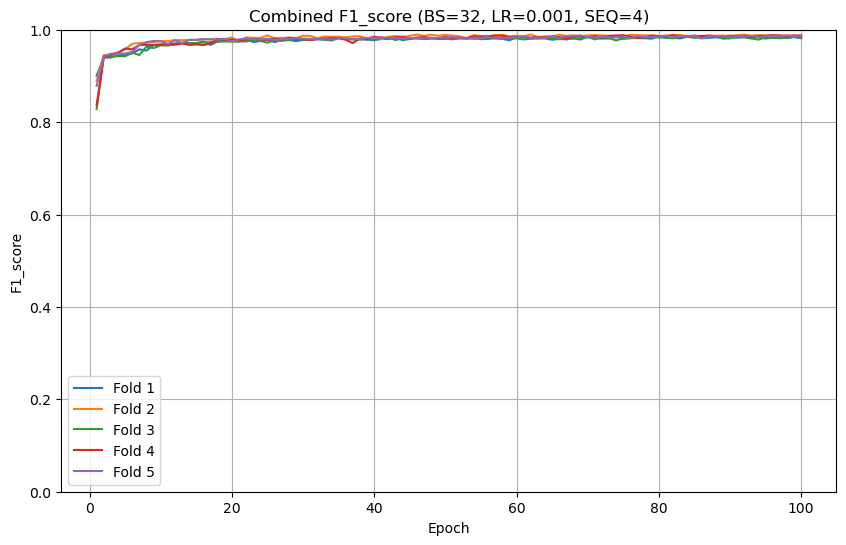 Combined F1_score (BS=32, LR=0.001, SEQ=4)
1.0
0.8
0.6
0.4
0.2
0.0
F1_score
Fold 1
Fold 2
Fold 3
Fold 4
Fold 5
0 20 40 60 80 100
Epoch